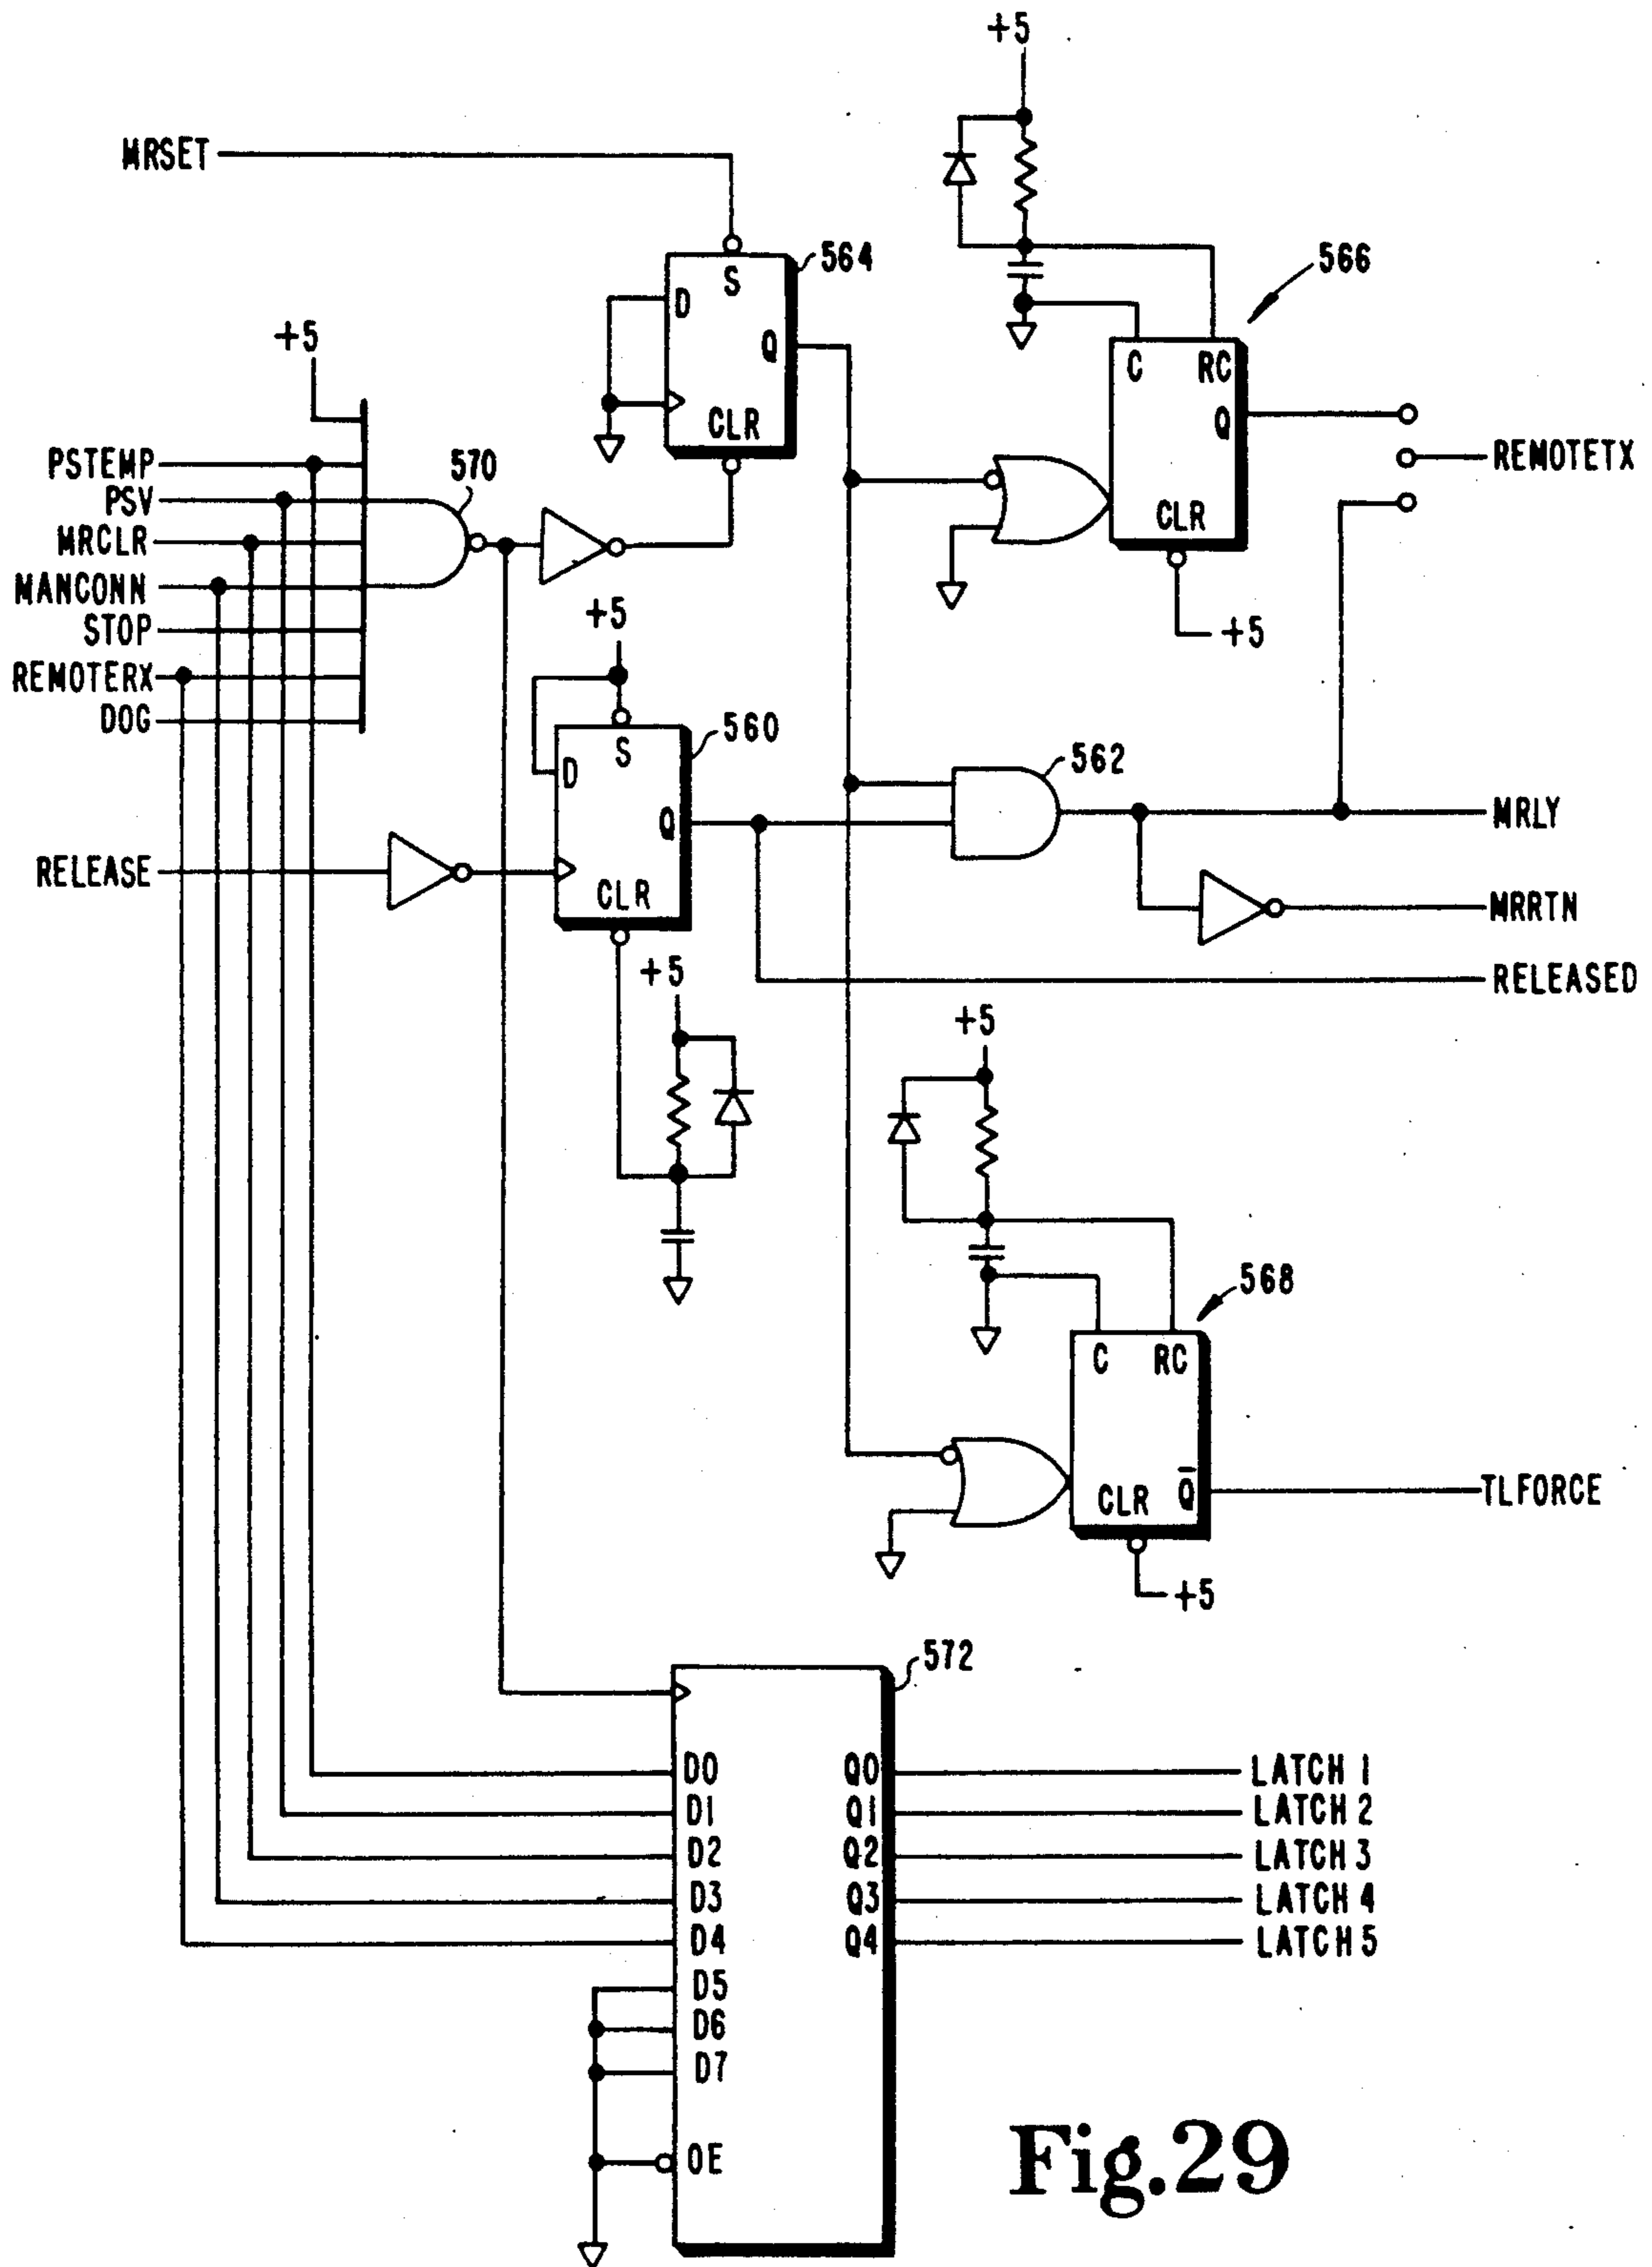 +5
MRSET
564
S
D
Q
CLR
566
C RC
Q
CLR
+5
REMOTETX
+5
PSTEMP
PSV
MRCLR
MANCONN
STOP
REMOTERX
DOG
570
+5
560
S
D
Q
CLR
RELEASE
562
MRLY
MRRTN
RELEASED
+5
+5
568
C RC
CLR Q̅
TLFORCE
+5
572
D0 Q0 LATCH 1
D1 Q1 LATCH 2
D2 Q2 LATCH 3
D3 Q3 LATCH 4
D4 Q4 LATCH 5
D5
D6
D7
OE
Fig.29